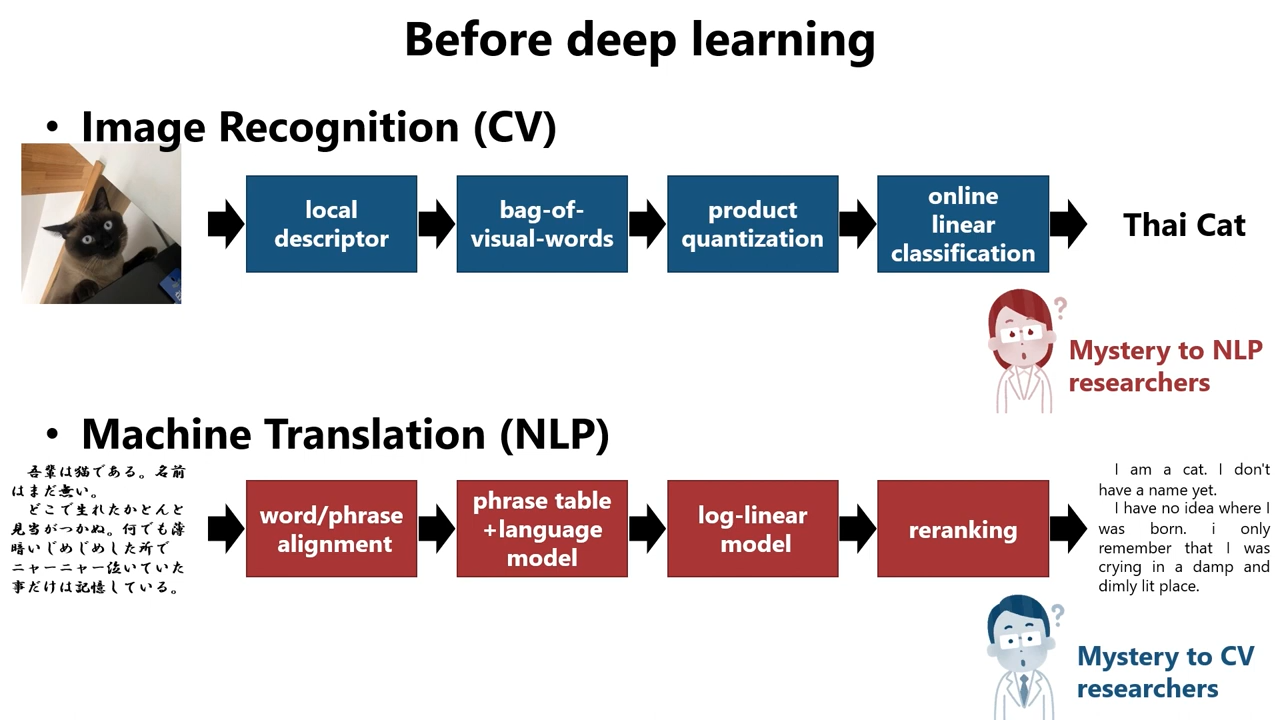 Before deep learning
• Image Recognition (CV)
local
descriptor
bag-of-
visual-words
product
quantization
online
linear
classification
Thai Cat
?
Mystery to NLP
researchers
• Machine Translation (NLP)
吾輩は猫である。名前
はまだ無い。
どこで生れたかとんと
見当がつかぬ。何でも薄
暗いじめじめした所で
ニャーニャー泣いていた
事だけは記憶している。
word/phrase
alignment
phrase table
+language
model
log-linear
model
reranking
I am a cat. I don't
have a name yet.
I have no idea where I
was born. i only
remember that I was
crying in a damp and
dimly lit place.
?
Mystery to CV
researchers